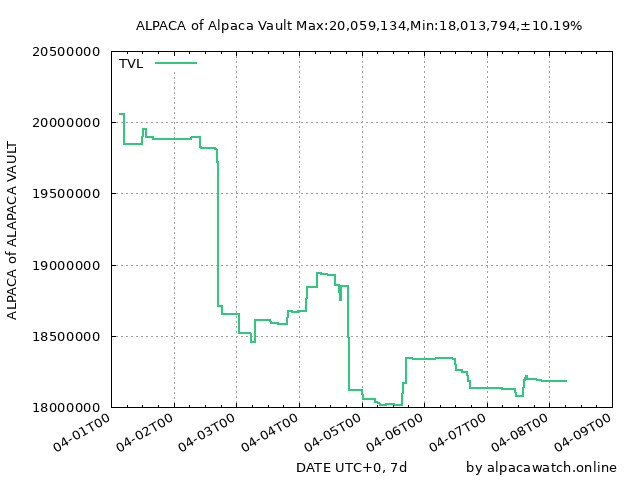 ALPACA of Alpaca Vault Max:20,059,134,Min:18,013,794,±10.19%
TVL
ALPACA of ALAPACA VAULT
20500000
20000000
19500000
19000000
18500000
18000000
04-01T00
04-02T00
04-03T00
04-04T00
04-05T00
04-06T00
04-07T00
04-08T00
04-09T00
DATE UTC+0, 7d
by alpacawatch.online